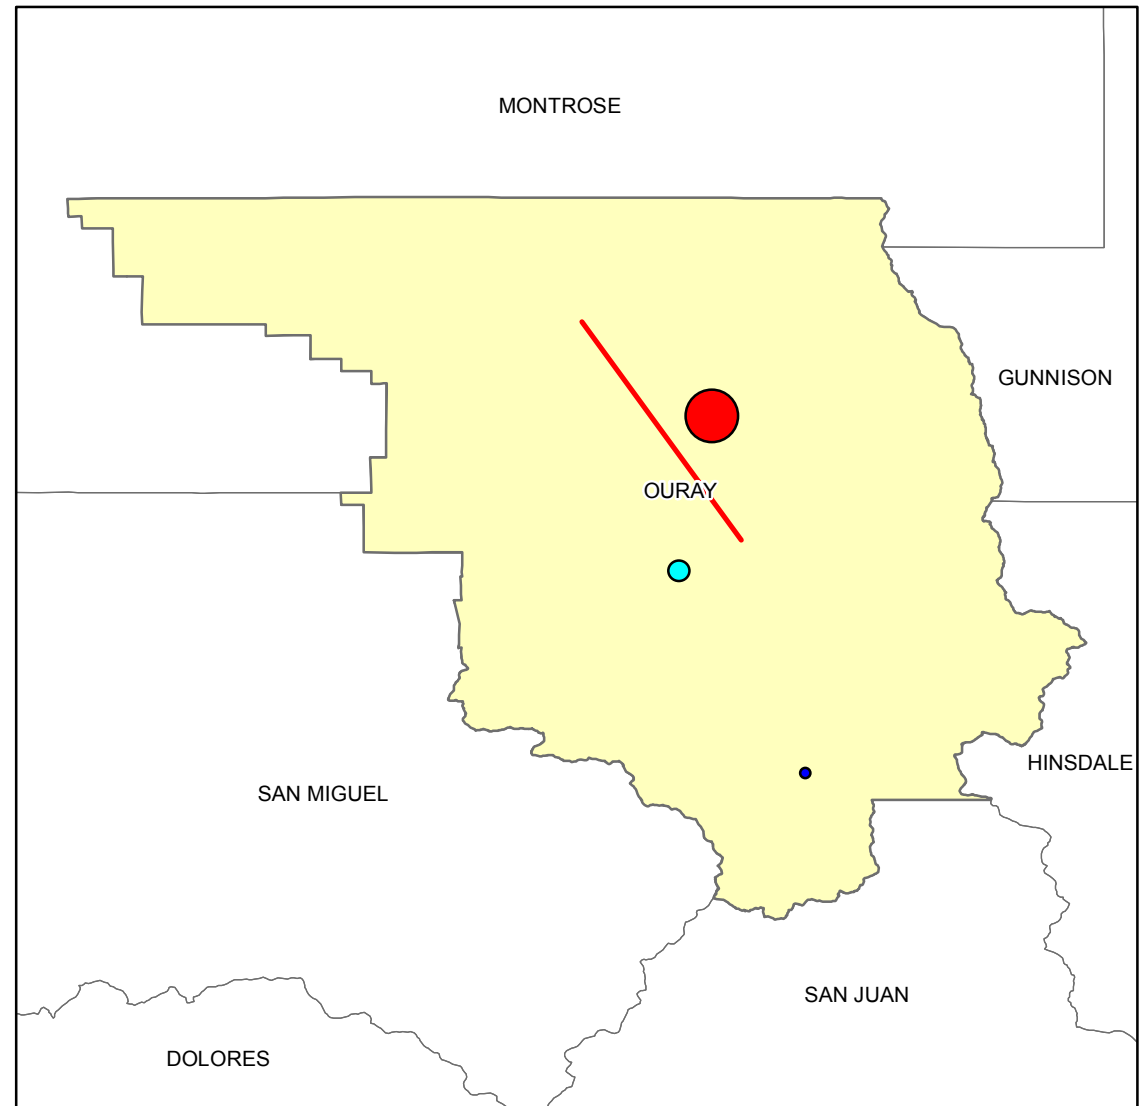 MONTROSE
GUNNISON
OURAY
HINSDALE
SAN MIGUEL
SAN JUAN
DOLORES